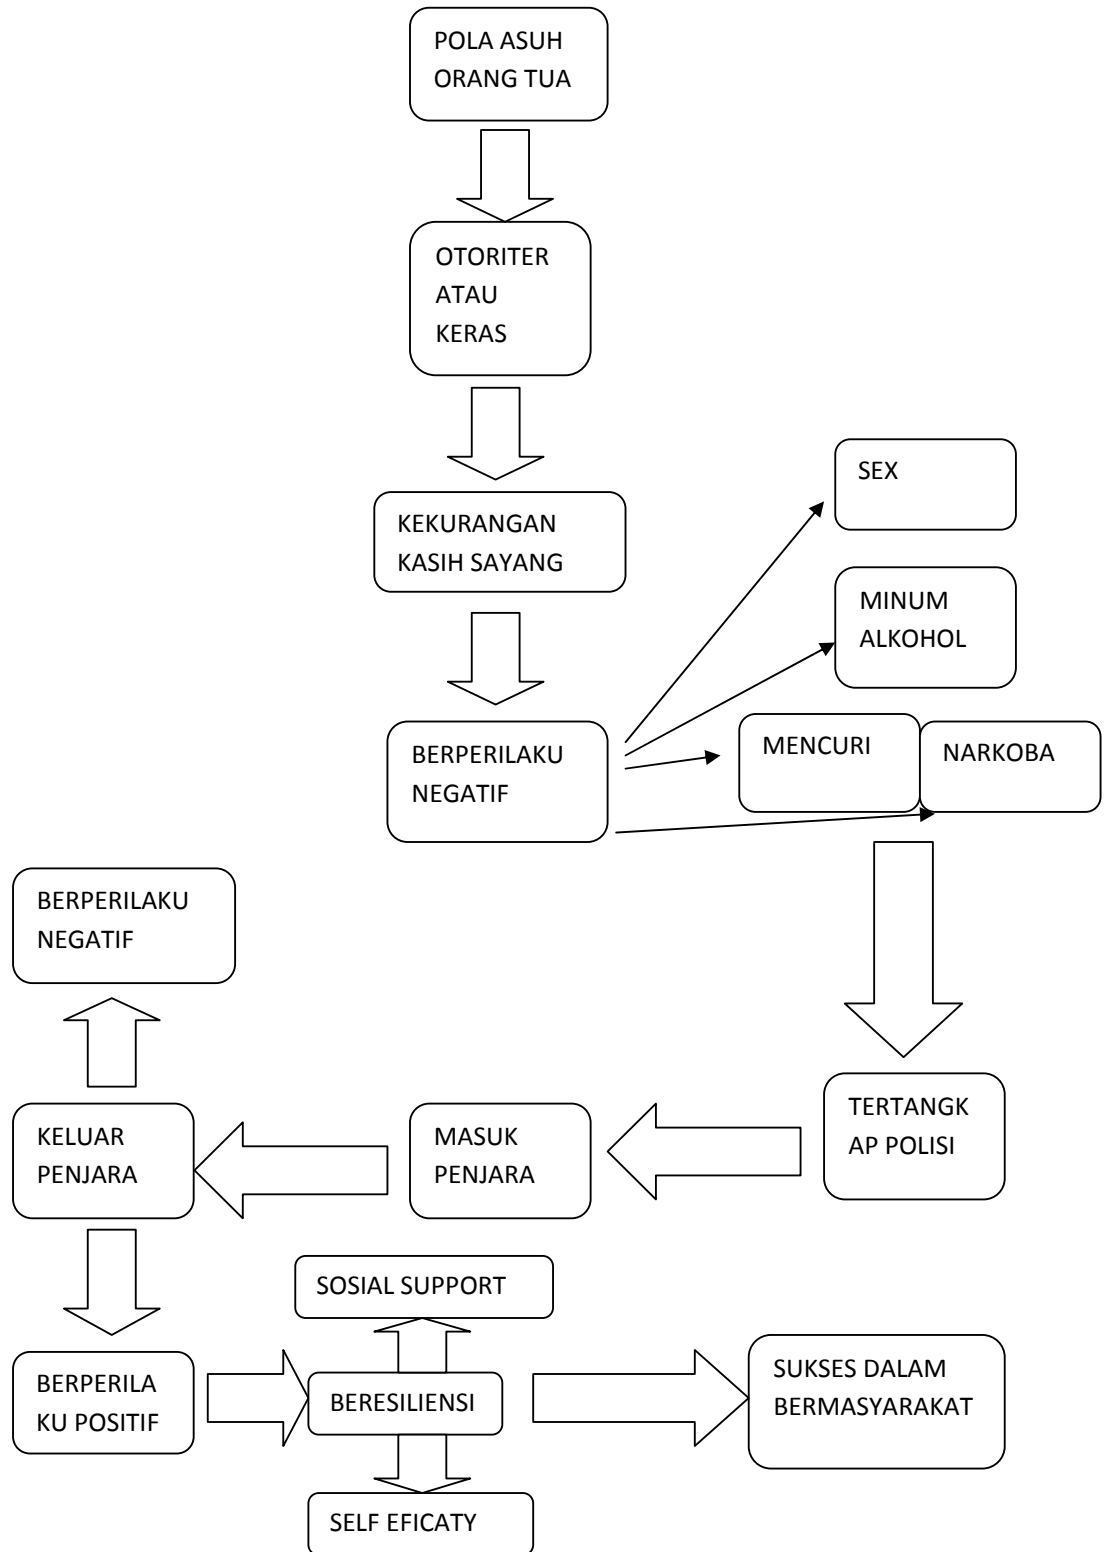 POLA ASUH
ORANG TUA
OTORITER
ATAU
KERAS
KEKURANGAN
KASIH SAYANG
SEX
MINUM
ALKOHOL
BERPERILAKU
NEGATIF
MENCURI
NARKOBA
BERPERILAKU
NEGATIF
TERTANGK
AP POLISI
MASUK
PENJARA
KELUAR
PENJARA
SOSIAL SUPPORT
BERPERILA
KU POSITIF
BERESILIENSI
SUKSES DALAM
BERMASYARAKAT
SELF EFICATY